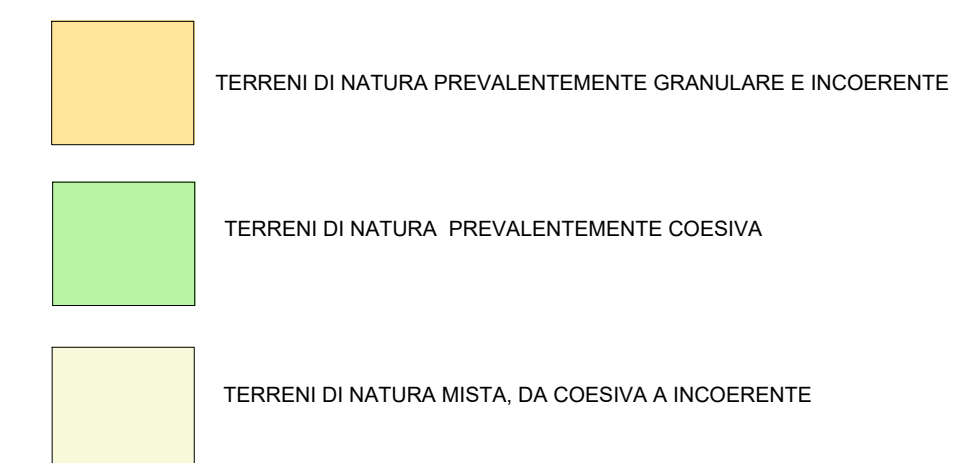 TERRENI DI NATURA PREVALENTEMENTE GRANULARE E INCOERENTE
TERRENI DI NATURA PREVALENTEMENTE COESIVA
TERRENI DI NATURA MISTA, DA COESIVA A INCOERENTE